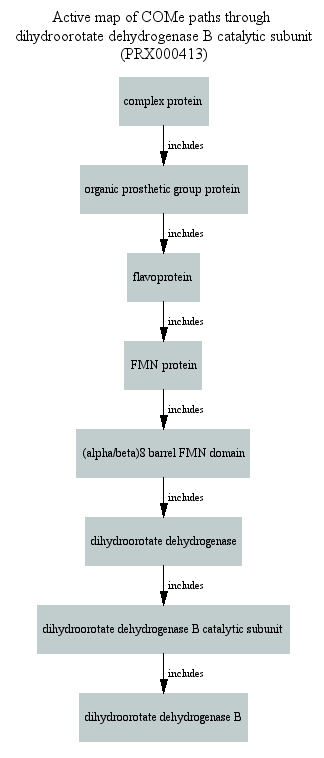 Active map of COMe paths through
dihydroorotate dehydrogenase B catalytic subunit
(PRX000413)
complex protein
includes
organic prosthetic group protein
includes
flavoprotein
includes
FMN protein
includes
(alpha/beta)8 barrel FMN domain
includes
dihydroorotate dehydrogenase
includes
dihydroorotate dehydrogenase B catalytic subunit
includes
dihydroorotate dehydrogenase B